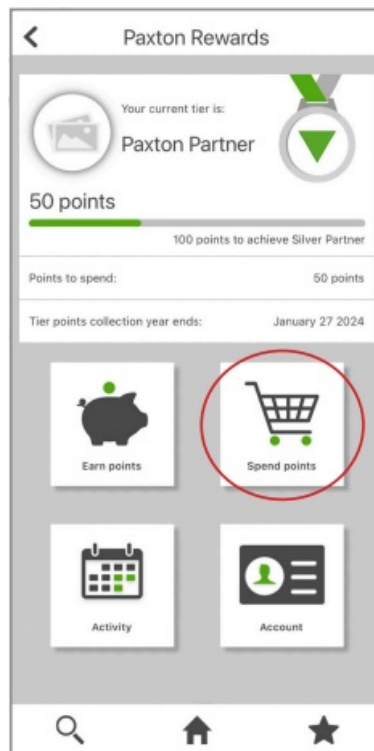 Paxton Rewards
Your current tier is:
Paxton Partner
50 points
100 points to achieve Silver Partner
Points to spend: 50 points
Tier points collection year ends: January 27 2024
Earn points
Spend points
Activity
Account